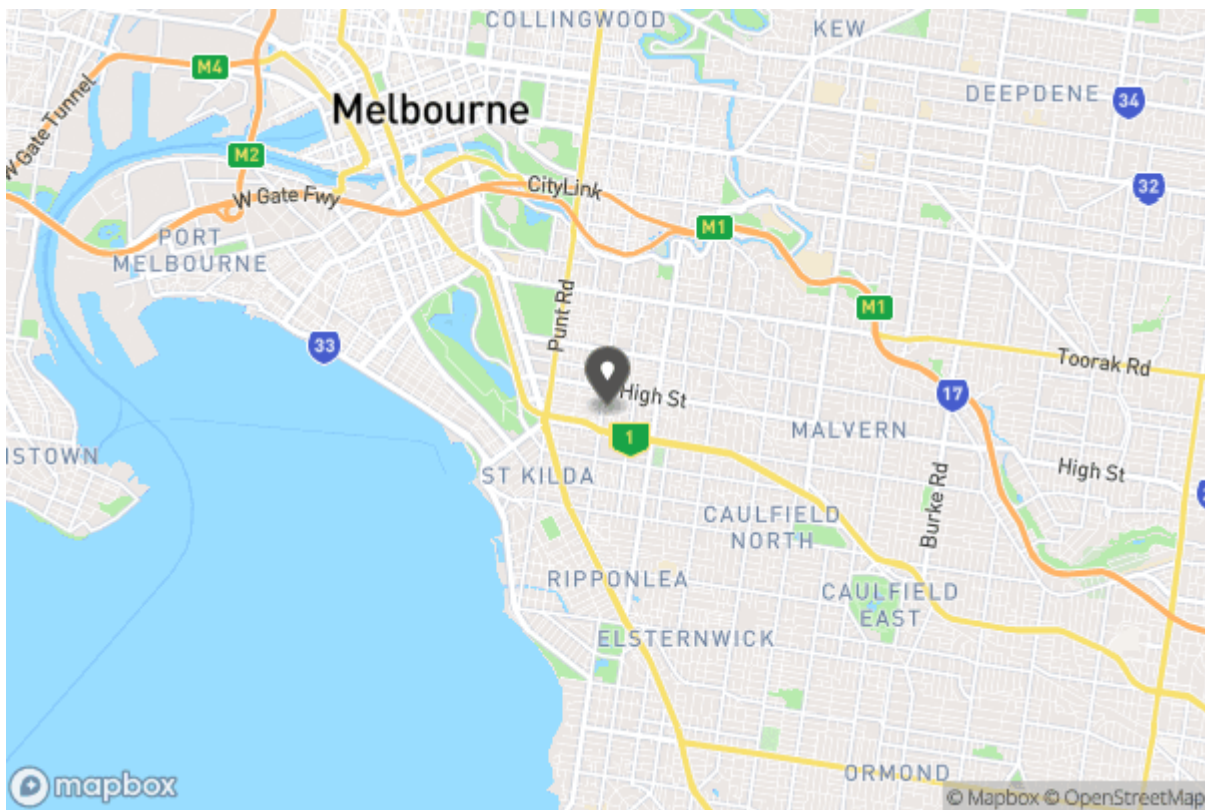 COLLINGWOOD
KEW
M4
DEEPDENE
34
Melbourne
W Gate Tunnel
M2
CityLink
32
W Gate Fwy
M1
PORT
MELBOURNE
M1
Punt Rd
33
Toorak Rd
High St
17
MALVERN
1
ISTOWN
ST KILDA
High St
Burke Rd
CAULFIELD
NORTH
RIPPONLEA
CAULFIELD
EAST
ELSTERNWICK
ORMOND
mapbox
© Mapbox © OpenStreetMap